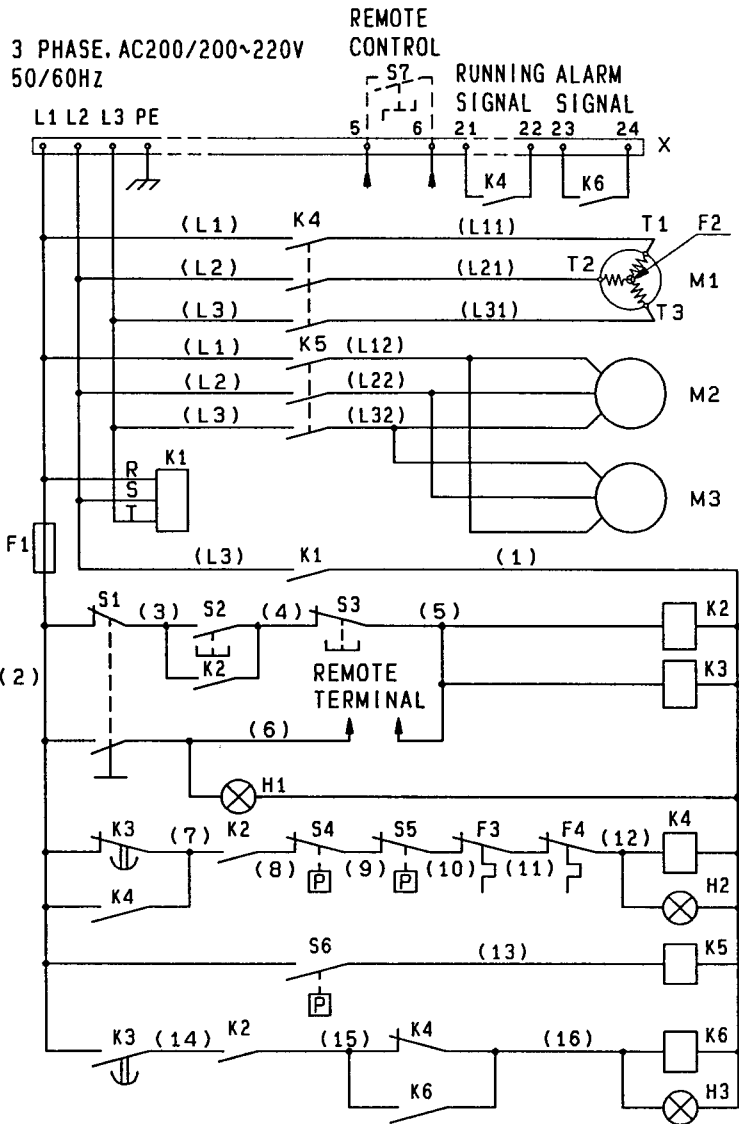 REMOTE
CONTROL
3 PHASE, AC200/200~220V
50/60HZ
S7
RUNNING ALARM
SIGNAL SIGNAL
L1 L2 L3 PE
5 6 21 22 23 24
X
K4 K6
(L1) K4 (L11) T1 F2
(L2) (L21) T2 M1
(L3) (L31) T3
(L1) K5 (L12)
(L2) (L22) M2
(L3) (L32)
R K1
S
T
M3
F1
(L3) K1 (1)
S1 (3) S2 (4) S3 (5) K2
K2 K3
(2)
REMOTE
TERMINAL
(6)
H1
K3 (7) K2 S4 S5 F3 F4 (12) K4
(8) (9) (10) (11)
P P
K4 H2
S6 (13) K5
P
K3 (14) K2 (15) K4 (16) K6
K6 H3